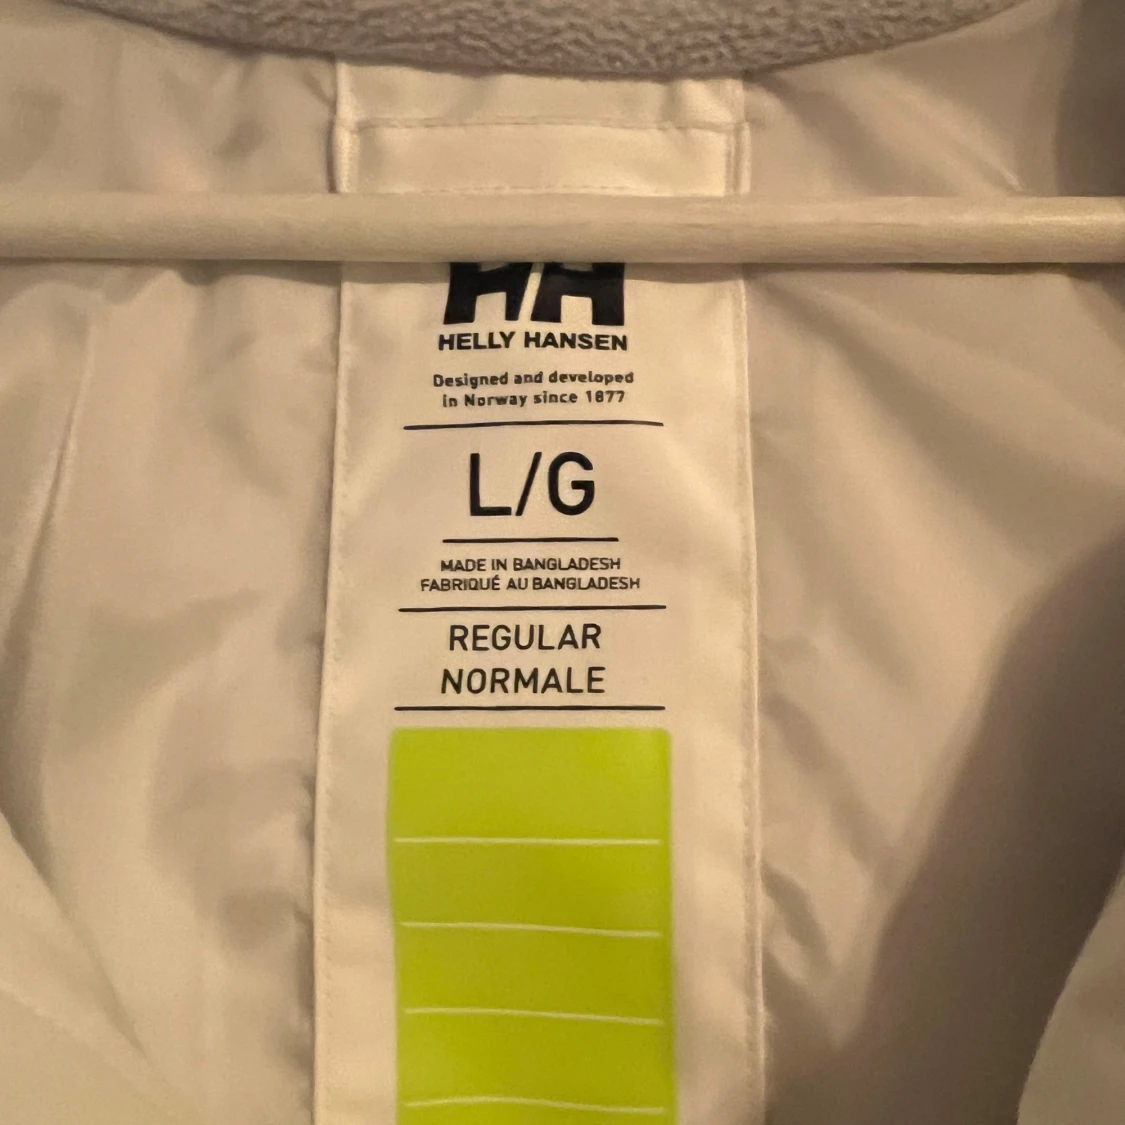 HH
HELLY HANSEN
Designed and developed
in Norway since 1877
L/G
MADE IN BANGLADESH
FABRIQUÉ AU BANGLADESH
REGULAR
NORMALE